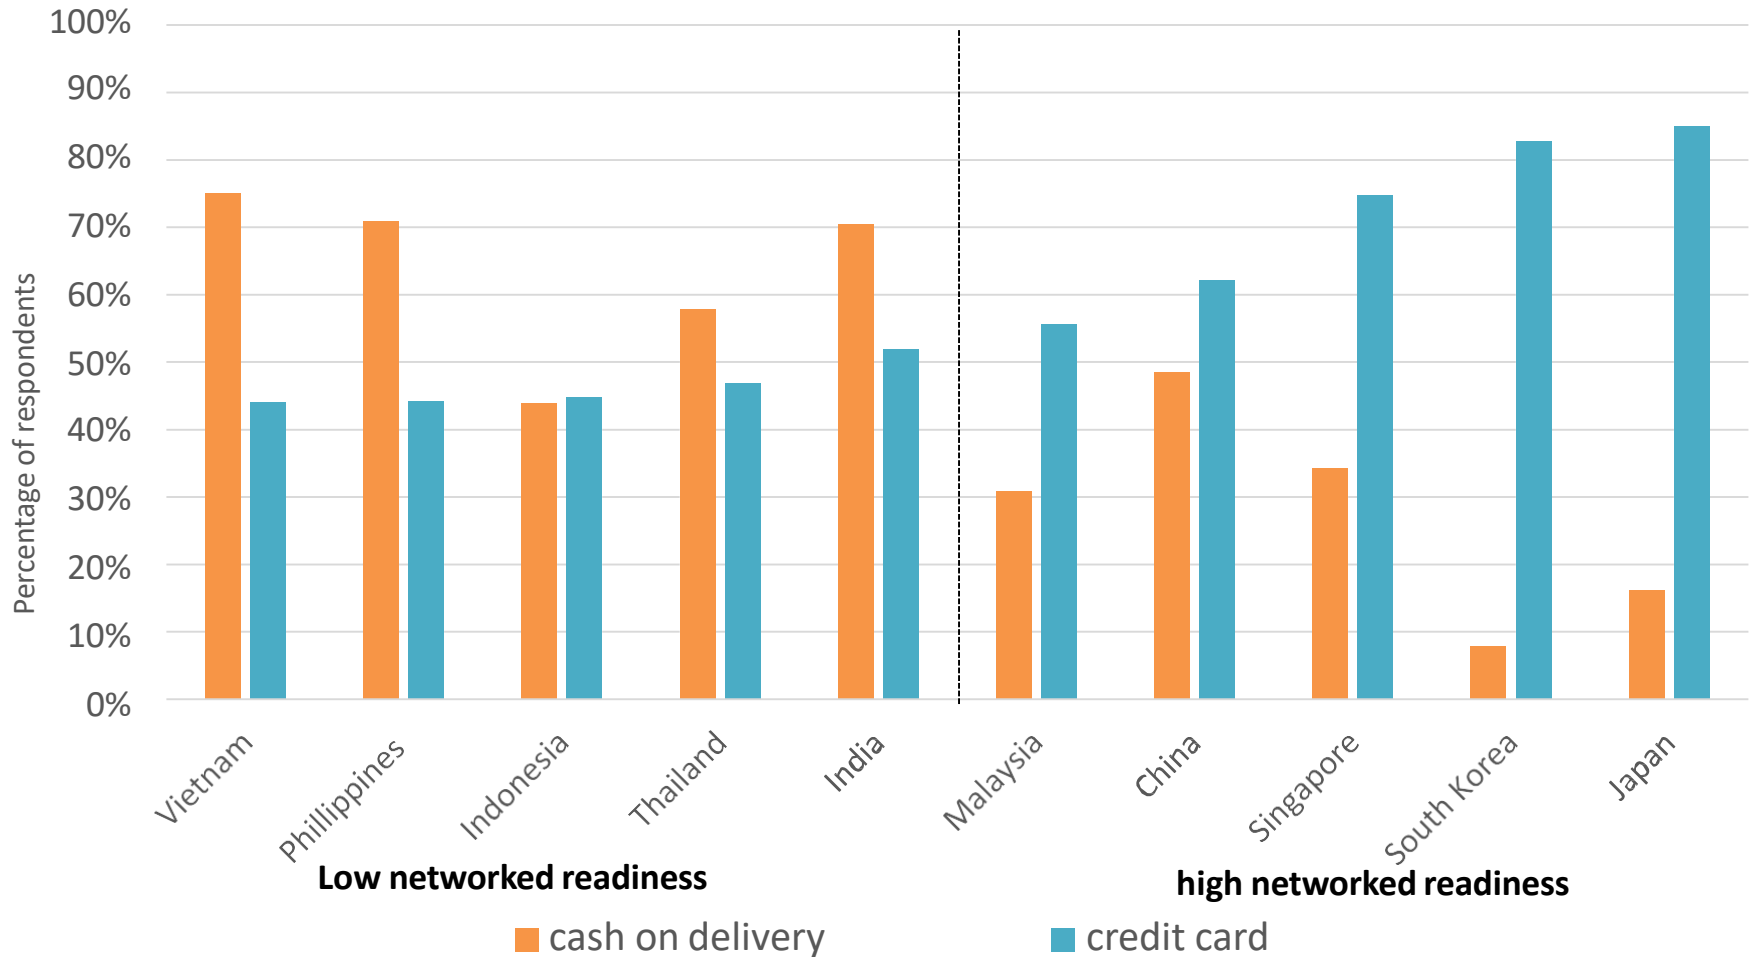 100%
90%
80%
70%
60%
50%
40%
30%
20%
10%
0%
Percentage of respondents
Vietnam
Phillippines
Indonesia
Thailand
India
Malaysia
China
Singapore
South Korea
Japan
Low networked readiness
high networked readiness
cash on delivery
credit card